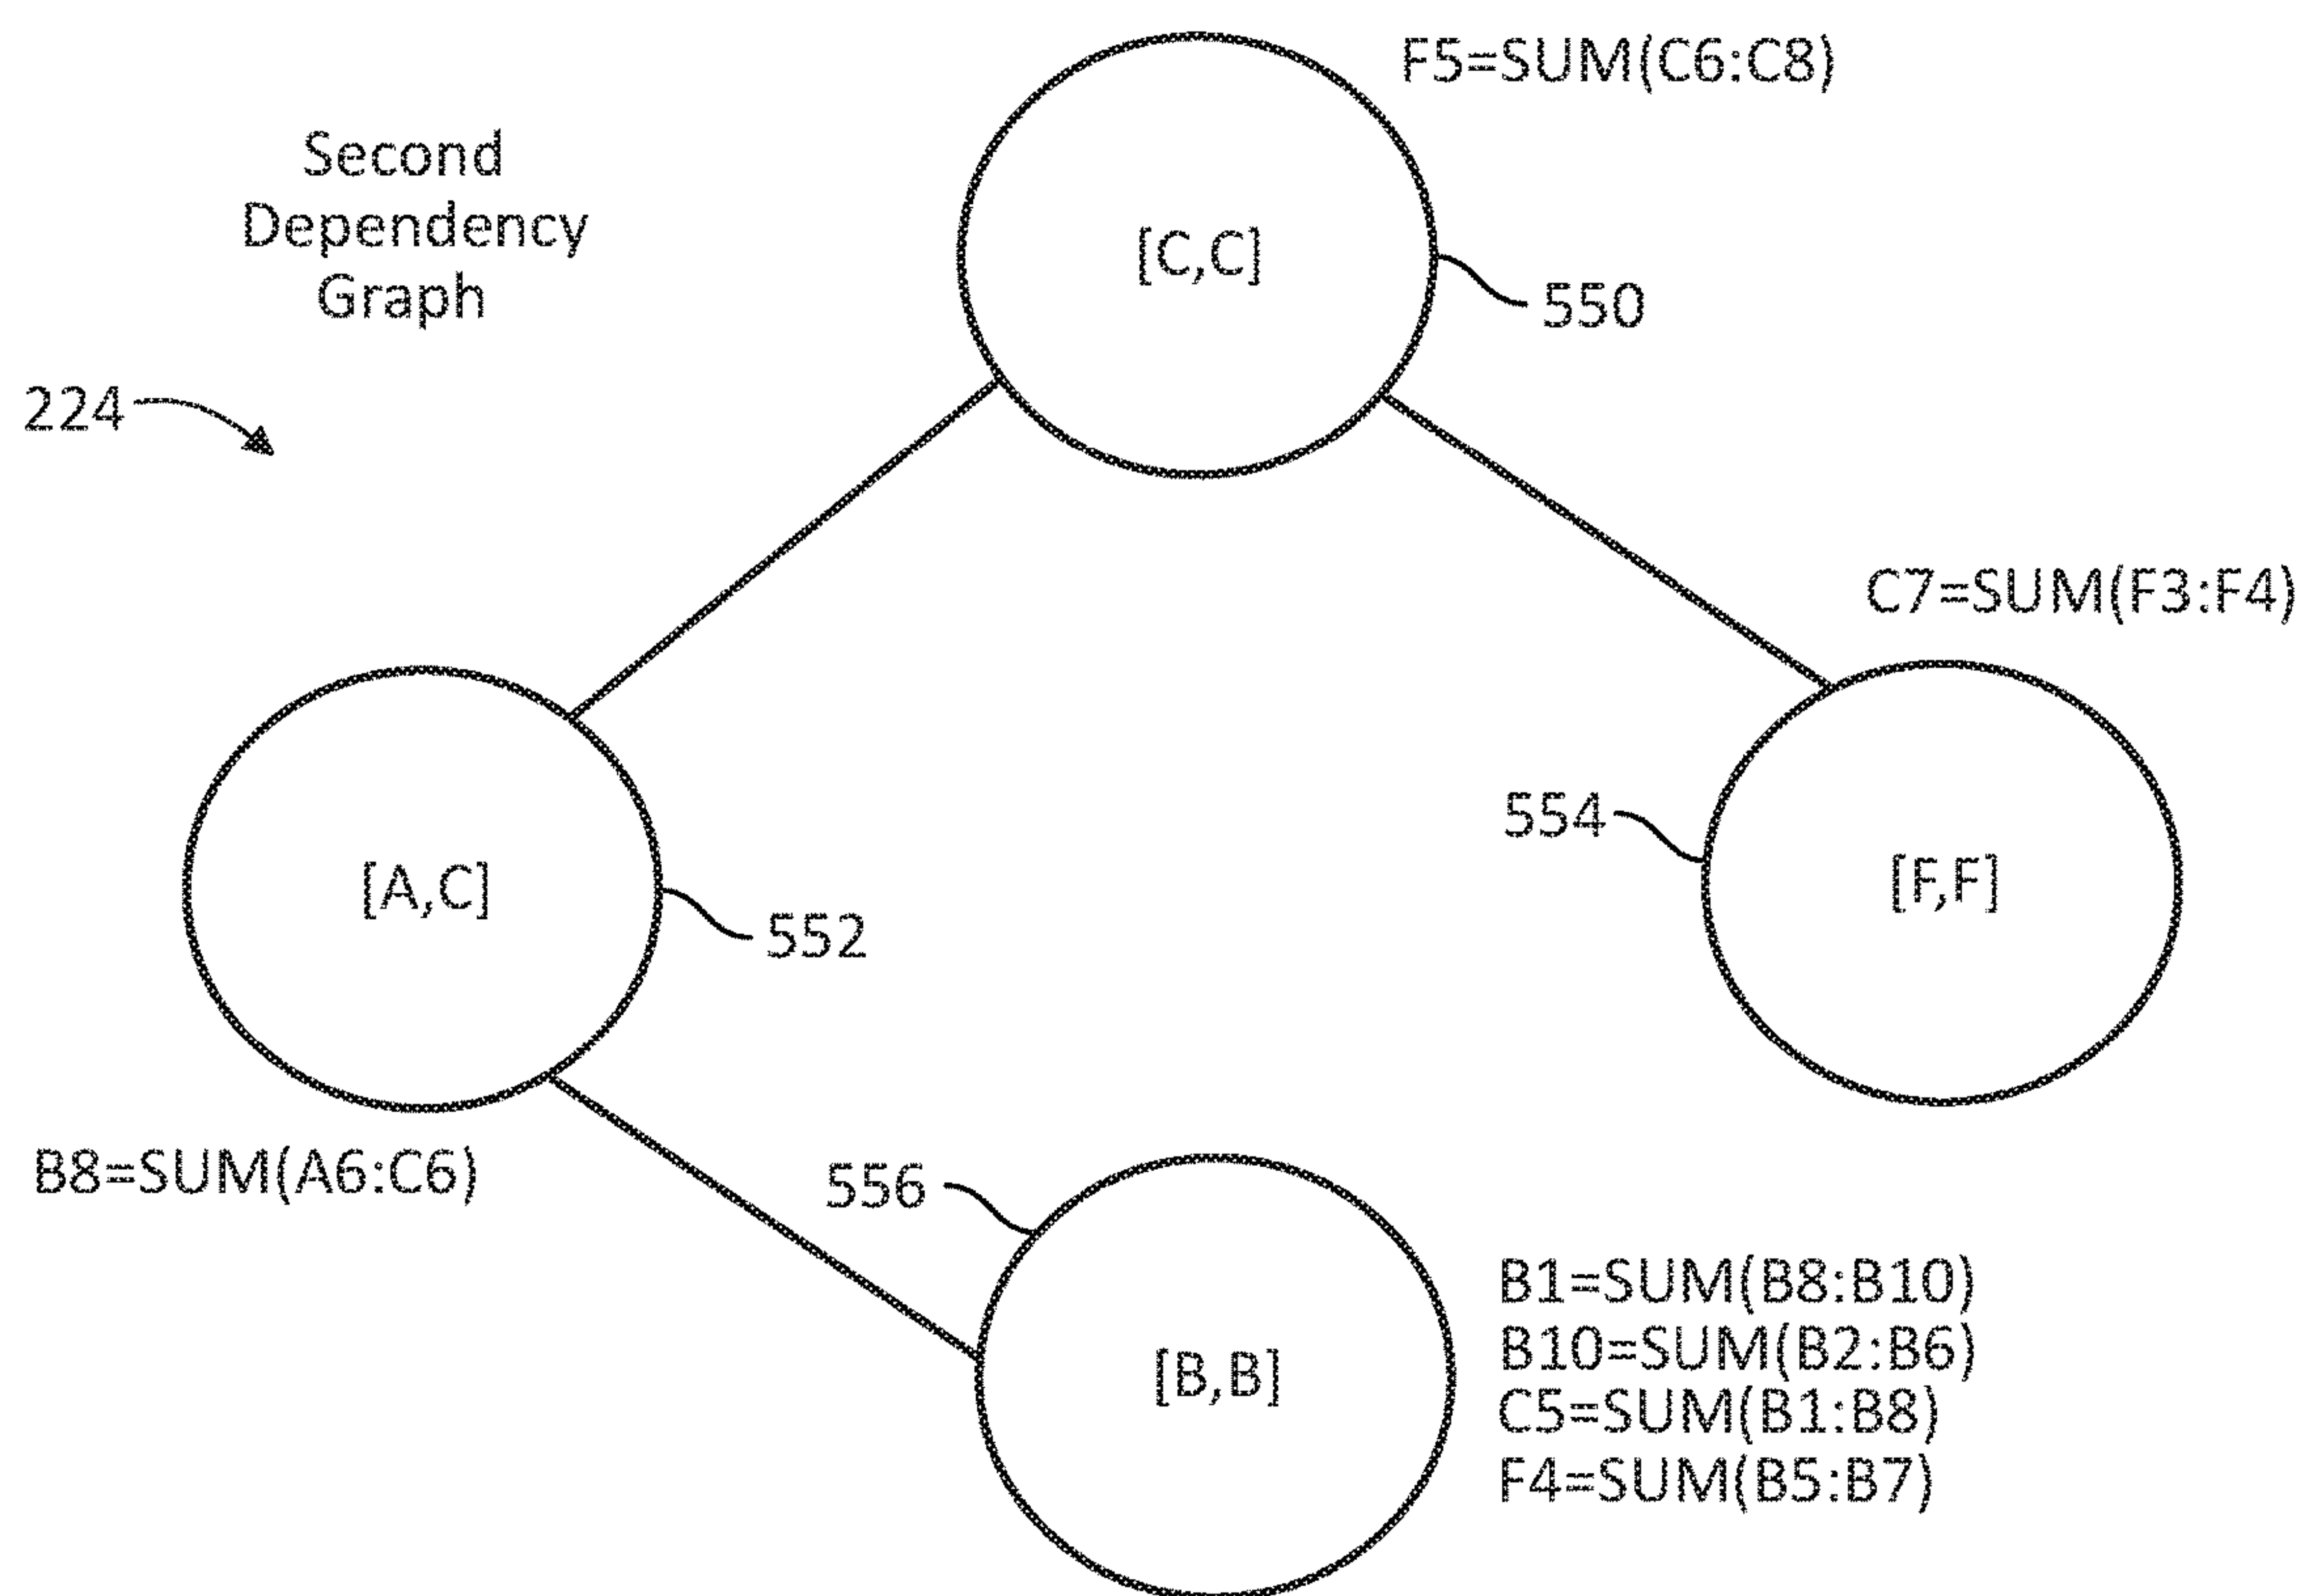 F5=SUM(C6:C8)
Second
Dependency
Graph
[C,C]
550
224
C7=SUM(F3:F4)
554
[A,C]
[F,F]
552
B8=SUM(A6:C6)
556
B1=SUM(B8:B10)
[B,B]
B10=SUM(B2:B6)
C5=SUM(B1:B8)
F4=SUM(B5:B7)